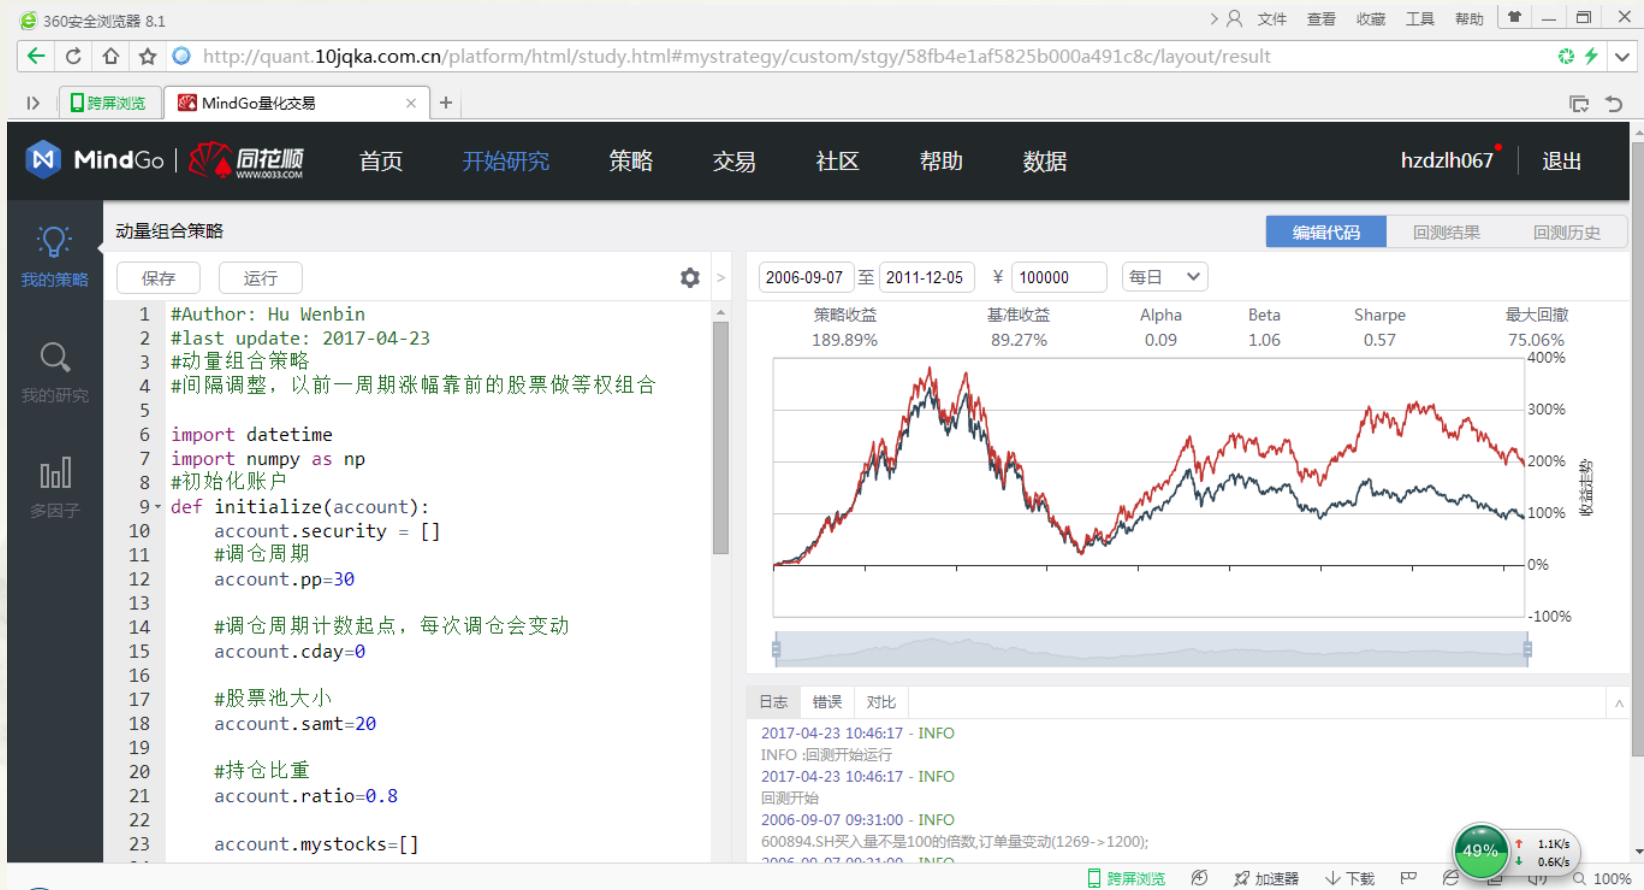 360安全浏览器 8.1
文件 查看 收藏 工具 帮助
http://quant.10jqka.com.cn/platform/html/study.html#mystrategy/custom/stgy/58fb4e1af5825b000a491c8c/layout/result
跨屏浏览 MindGo量化交易
MindGo 同花顺 首页 开始研究 策略 交易 社区 帮助 数据 hzdzlh067 退出
WWW.0033.COM
动量组合策略 编辑代码 回测结果 回测历史
我的策略
我的研究
多因子
保存 运行
1 #Author: Hu Wenbin
2 #last update: 2017-04-23
3 #动量组合策略
4 #间隔调整，以前一周期涨幅靠前的股票做等权组合
5
6 import datetime
7 import numpy as np
8 #初始化账户
9 def initialize(account):
10 account.security = []
11 #调仓周期
12 account.pp=30
13
14 #调仓周期计数起点，每次调仓会变动
15 account.cday=0
16
17 #股票池大小
18 account.samt=20
19
20 #持仓比重
21 account.ratio=0.8
22
23 account.mystocks=[]
2006-09-07 至 2011-12-05 ¥ 100000 每日
策略收益 基准收益 Alpha Beta Sharpe 最大回撤
189.89% 89.27% 0.09 1.06 0.57 75.06%
400%
300%
200%
100%
0%
-100%
收益走势
日志 错误 对比
2017-04-23 10:46:17 - INFO
INFO :回测开始运行
2017-04-23 10:46:17 - INFO
回测开始
2006-09-07 09:31:00 - INFO
600894.SH买入量不是100的倍数,订单量变动(1269->1200);
2006-09-07 09:31:00 - INFO
49% 1.1K/s
0.6K/s
跨屏浏览 加速器 下载 100%